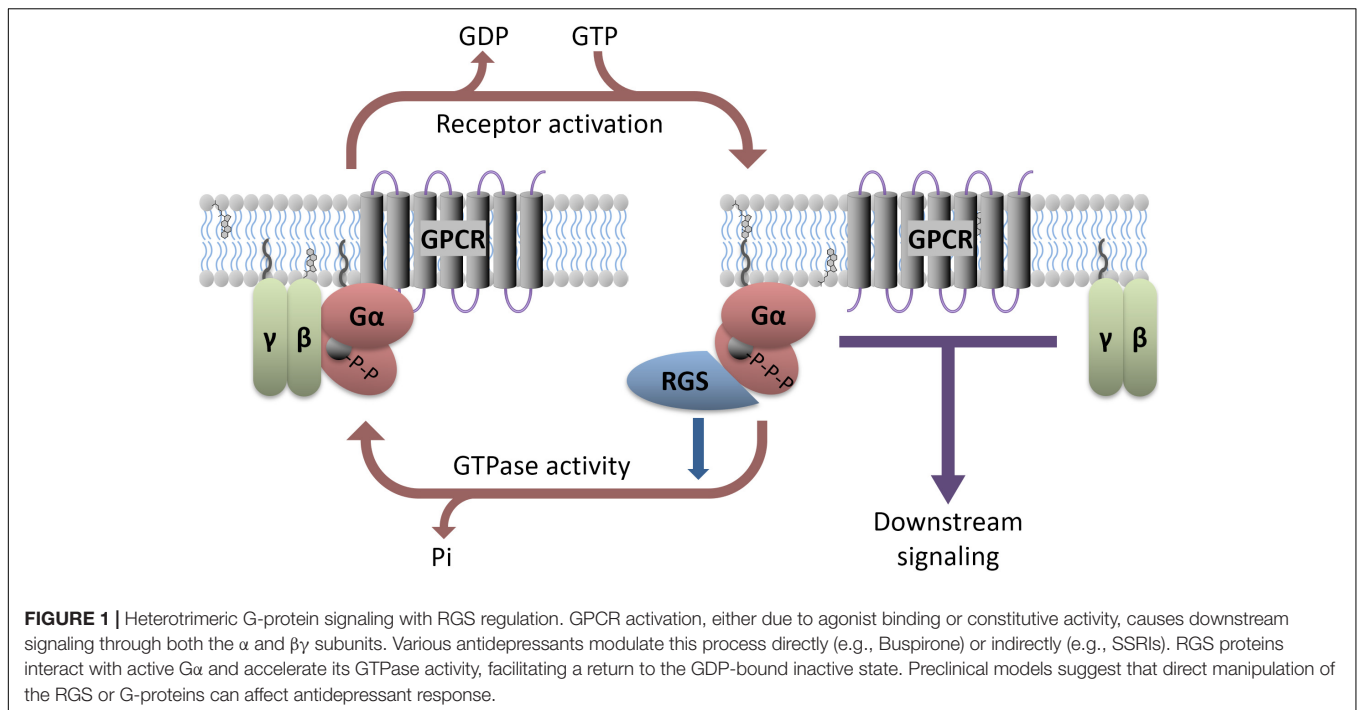 GDP GTP
Receptor activation
GPCR GPCR
Gα Gα
γ β γ β
-P-P -P-P-P
RGS
GTPase activity
Downstream
signaling
Pi
FIGURE 1 | Heterotrimeric G-protein signaling with RGS regulation. GPCR activation, either due to agonist binding or constitutive activity, causes downstream
signaling through both the α and βγ subunits. Various antidepressants modulate this process directly (e.g., Buspirone) or indirectly (e.g., SSRIs). RGS proteins
interact with active Gα and accelerate its GTPase activity, facilitating a return to the GDP-bound inactive state. Preclinical models suggest that direct manipulation of
the RGS or G-proteins can affect antidepressant response.